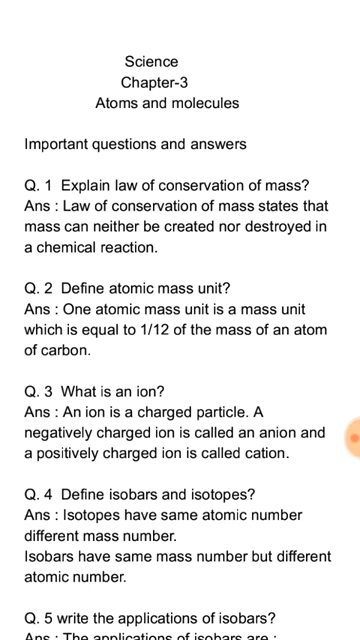 Science
Chapter-3
Atoms and molecules
Important questions and answers
Q. 1 Explain law of conservation of mass?
Ans : Law of conservation of mass states that
mass can neither be created nor destroyed in
a chemical reaction.
Q. 2 Define atomic mass unit?
Ans : One atomic mass unit is a mass unit
which is equal to 1/12 of the mass of an atom
of carbon.
Q. 3 What is an ion?
Ans : An ion is a charged particle. A
negatively charged ion is called an anion and
a positively charged ion is called cation.
Q. 4 Define isobars and isotopes?
Ans : Isotopes have same atomic number
different mass number.
Isobars have same mass number but different
atomic number.
Q. 5 write the applications of isobars?
Ans : The applications of isobars are :